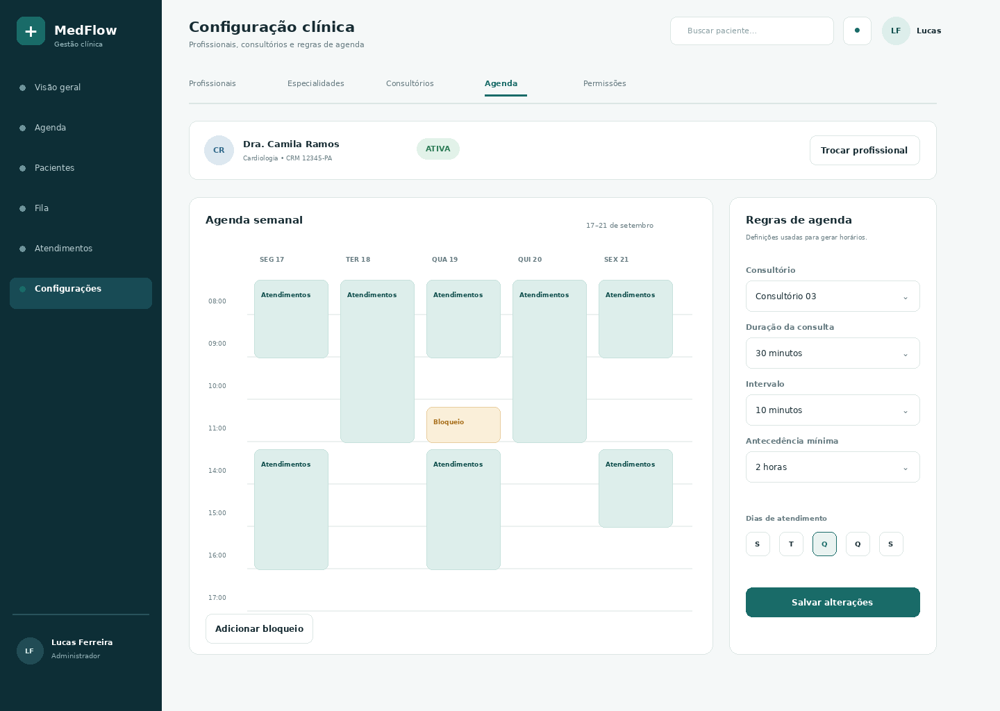 +
MedFlow
Gestão clínica
Visão geral
Agenda
Pacientes
Fila
Atendimentos
Configurações
LF
Lucas Ferreira
Administrador
Configuração clínica
Profissionais, consultórios e regras de agenda
Buscar paciente...
LF
Lucas
Profissionais
Especialidades
Consultórios
Agenda
Permissões
CR
Dra. Camila Ramos
Cardiologia • CRM 12345-PA
ATIVA
Trocar profissional
Agenda semanal
17–21 de setembro
SEG 17
TER 18
QUA 19
QUI 20
SEX 21
Atendimentos
Atendimentos
Atendimentos
Atendimentos
Atendimentos
08:00
09:00
10:00
Bloqueio
11:00
Atendimentos
Atendimentos
Atendimentos
14:00
15:00
16:00
17:00
Adicionar bloqueio
Regras de agenda
Definições usadas para gerar horários.
Consultório
Consultório 03
Duração da consulta
30 minutos
Intervalo
10 minutos
Antecedência mínima
2 horas
Dias de atendimento
S T Q Q S
Salvar alterações